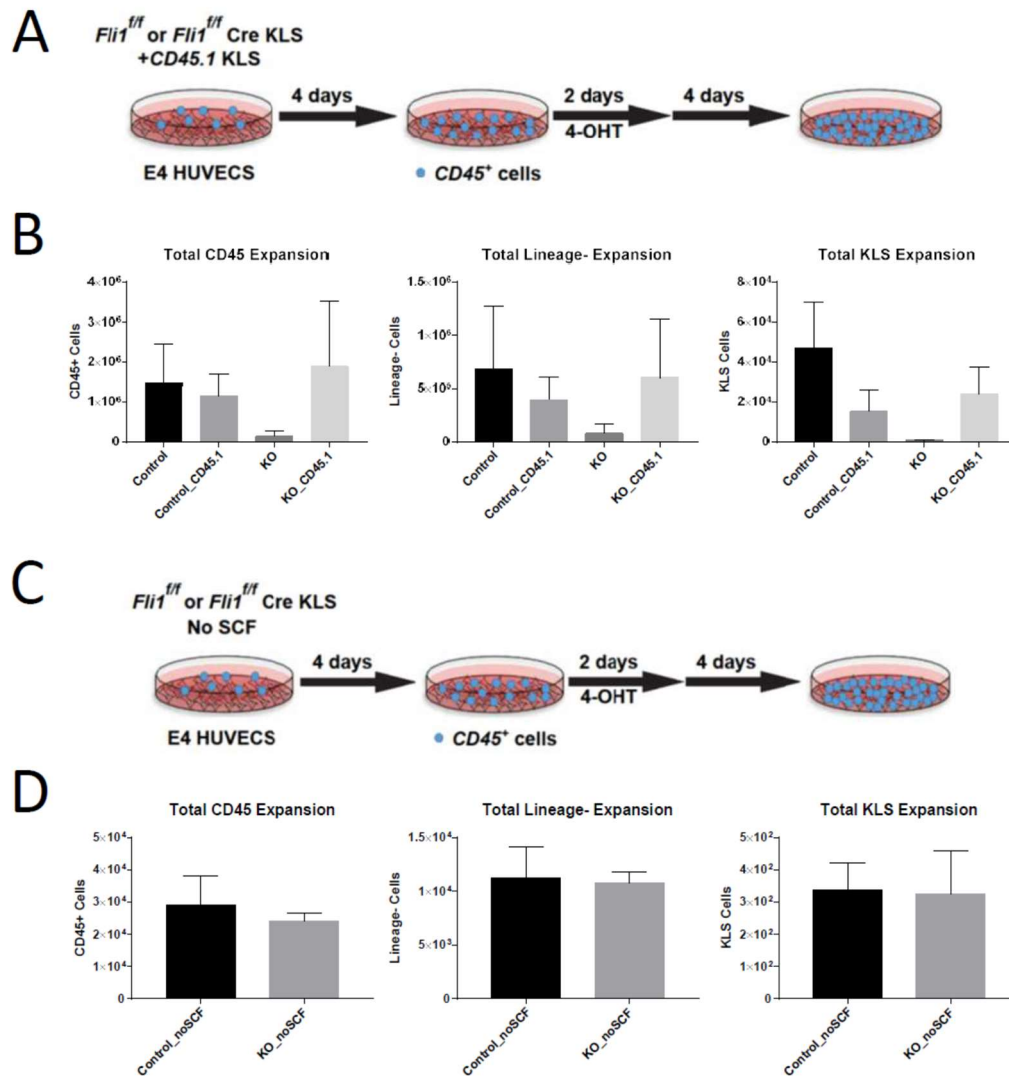 A
Fli1^f/f or Fli1^f/f Cre KLS
+CD45.1 KLS
4 days
2 days
4 days
4-OHT
E4 HUVECS
CD45⁺ cells
B
Total CD45 Expansion
CD45+ Cells
4×10⁶
3×10⁶
2×10⁶
1×10⁶
0
Control
Control_CD45.1
KO
KO_CD45.1
Total Lineage- Expansion
Lineage- Cells
1.5×10⁶
1×10⁶
5×10⁵
0
Control
Control_CD45.1
KO
KO_CD45.1
Total KLS Expansion
KLS Cells
8×10⁴
6×10⁴
4×10⁴
2×10⁴
0
Control
Control_CD45.1
KO
KO_CD45.1
C
Fli1^f/f or Fli1^f/f Cre KLS
No SCF
4 days
2 days
4 days
4-OHT
E4 HUVECS
CD45⁺ cells
D
Total CD45 Expansion
CD45+ Cells
5×10⁴
4×10⁴
3×10⁴
2×10⁴
1×10⁴
0
Control_noSCF
KO_noSCF
Total Lineage- Expansion
Lineage- Cells
1.5×10⁴
1×10⁴
5×10³
0
Control_noSCF
KO_noSCF
Total KLS Expansion
KLS Cells
5×10²
4×10²
3×10²
2×10²
1×10²
0
Control_noSCF
KO_noSCF